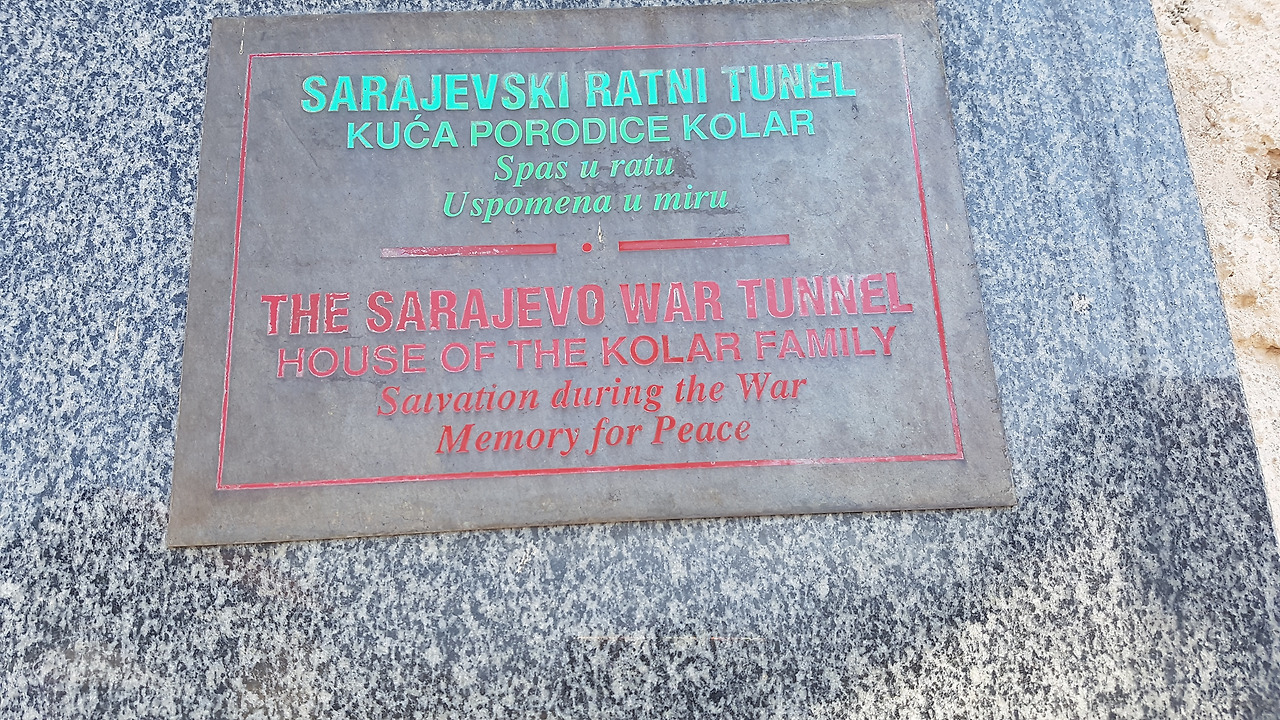 SARAJEVSKI RATNI TUNEL
KUĆA PORODICE KOLAR
Spas u ratu
Uspomena u miru
THE SARAJEVO WAR TUNNEL
HOUSE OF THE KOLAR FAMILY
Salvation during the War
Memory for Peace